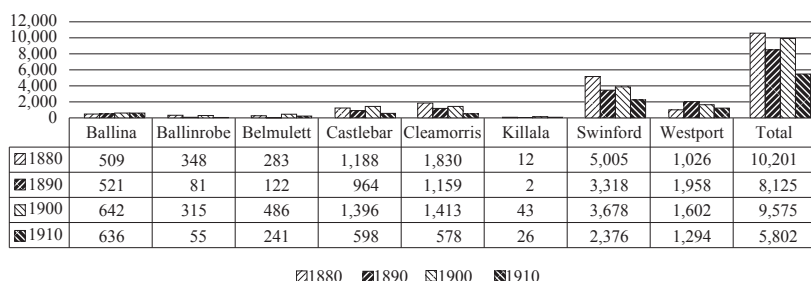 12,000
10,000
8,000
6,000
4,000
2,000
0
Ballina Ballinrobe Belmulett Castlebar Cleamorris Killala Swinford Westport Total
1880 509 348 283 1,188 1,830 12 5,005 1,026 10,201
1890 521 81 122 964 1,159 2 3,318 1,958 8,125
1900 642 315 486 1,396 1,413 43 3,678 1,602 9,575
1910 636 55 241 598 578 26 2,376 1,294 5,802
1880 1890 1900 1910